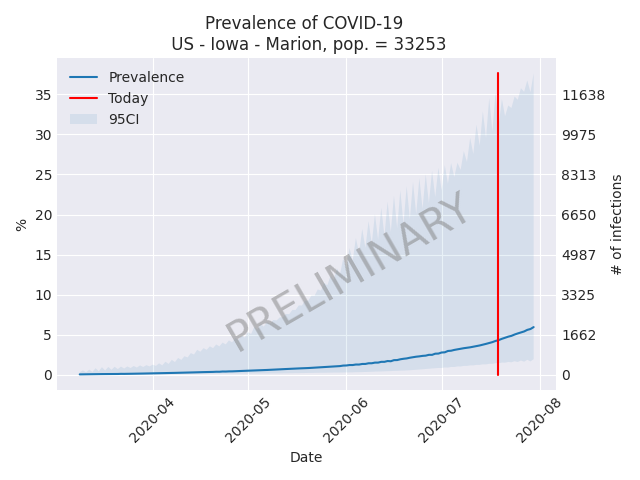 Prevalence of COVID-19
US - Iowa - Marion, pop. = 33253
Prevalence
Today
95CI
35
30
25
20
15
10
5
0
%
11638
9975
8313
6650
4987
3325
1662
0
# of infections
PRELIMINARY
2020-04
2020-05
2020-06
2020-07
2020-08
Date